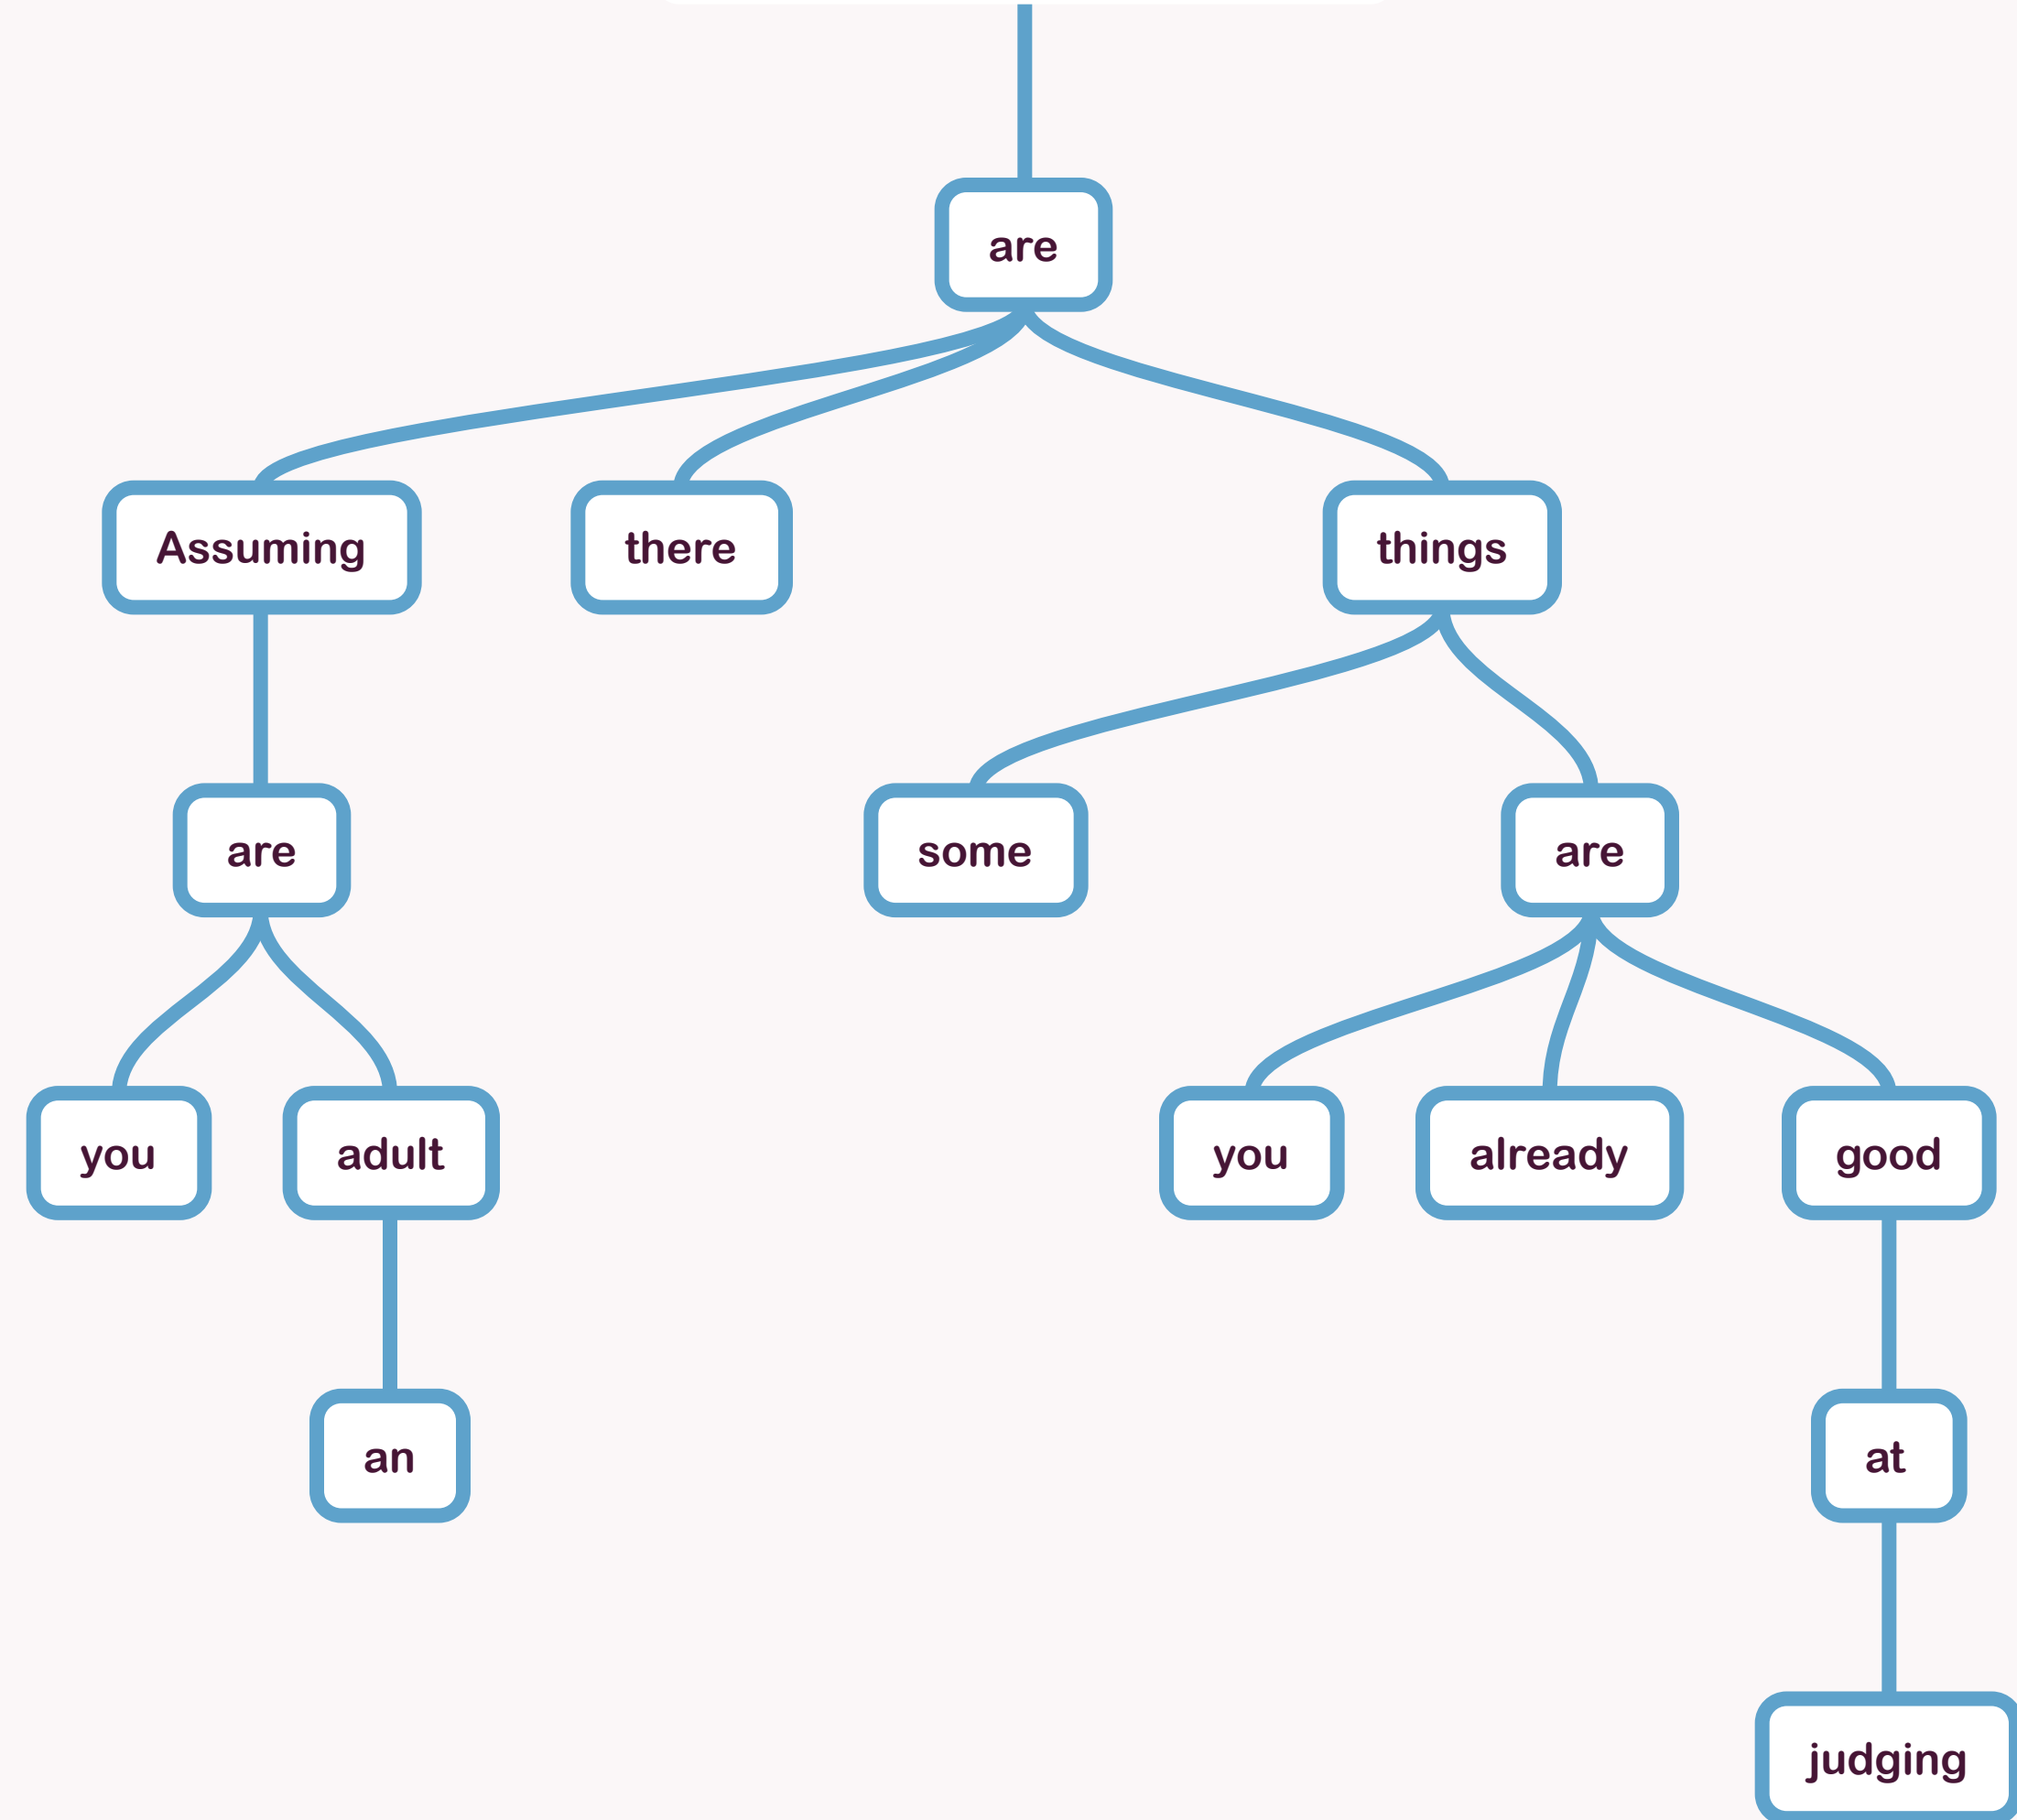 are
Assuming there things
are some are
you adult you already good
an at
judging